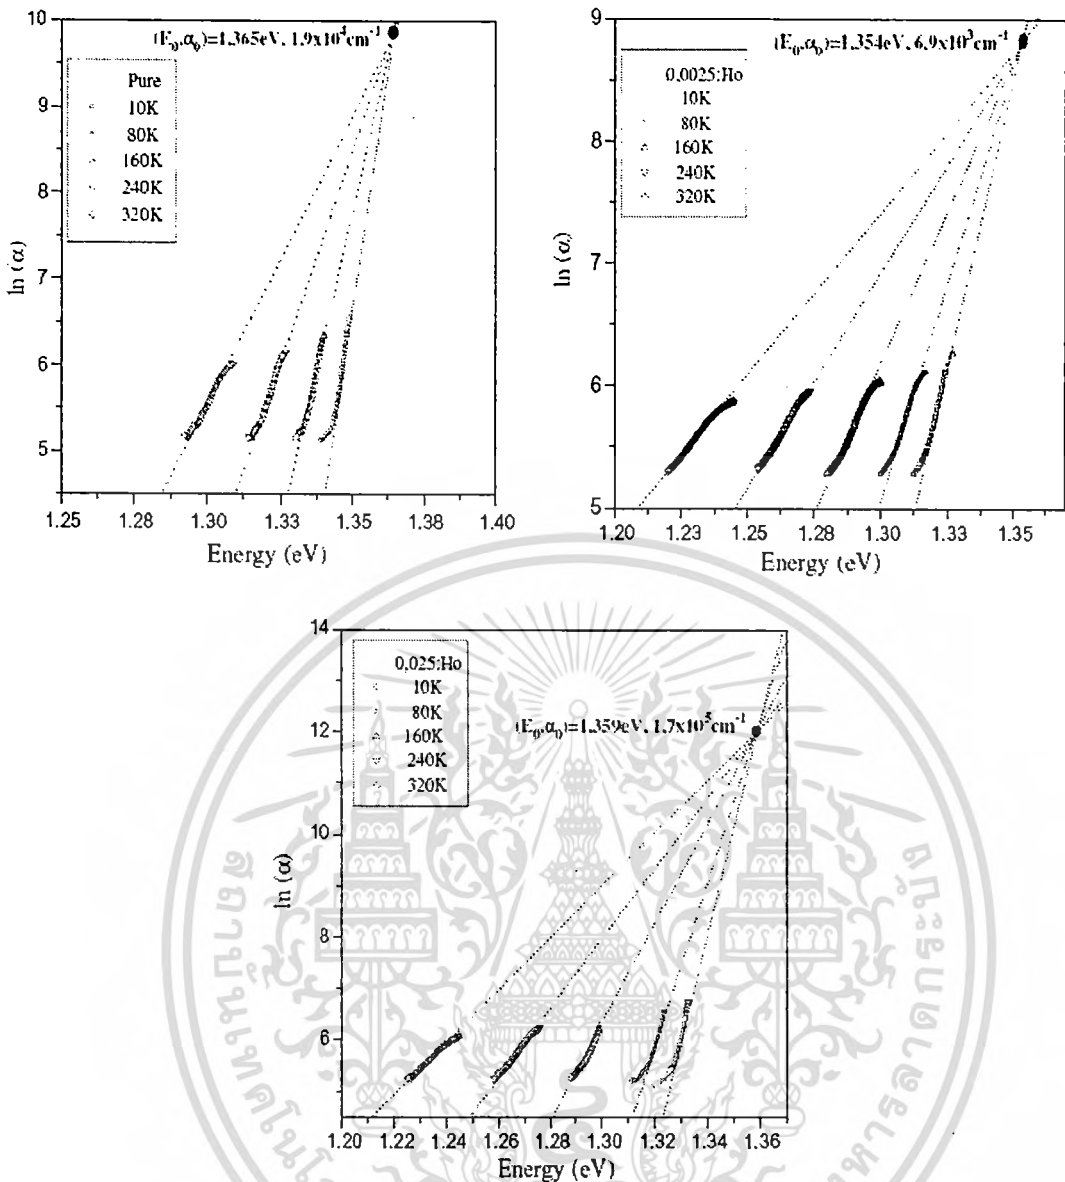 (E₀,α₀)=1.365eV, 1.9x10⁴cm⁻¹
Pure
10K
80K
160K
240K
320K
10
9
8
7
6
5
ln (α)
1.25
1.30
1.33
1.35
1.38
1.40
Energy (eV)
(E₀,α₀)=1.354eV, 6.9x10³cm⁻¹
0.0025:Ho
10K
80K
160K
240K
320K
9
8
7
6
5
ln (α)
1.20
1.23
1.25
1.28
1.30
1.33
1.35
Energy (eV)
(E₀,α₀)=1.359eV, 1.7x10⁵cm⁻¹
0.025:Ho
10K
80K
160K
240K
320K
14
12
10
8
6
ln (α)
1.20
1.22
1.24
1.26
1.28
1.30
1.32
1.34
1.36
Energy (eV)